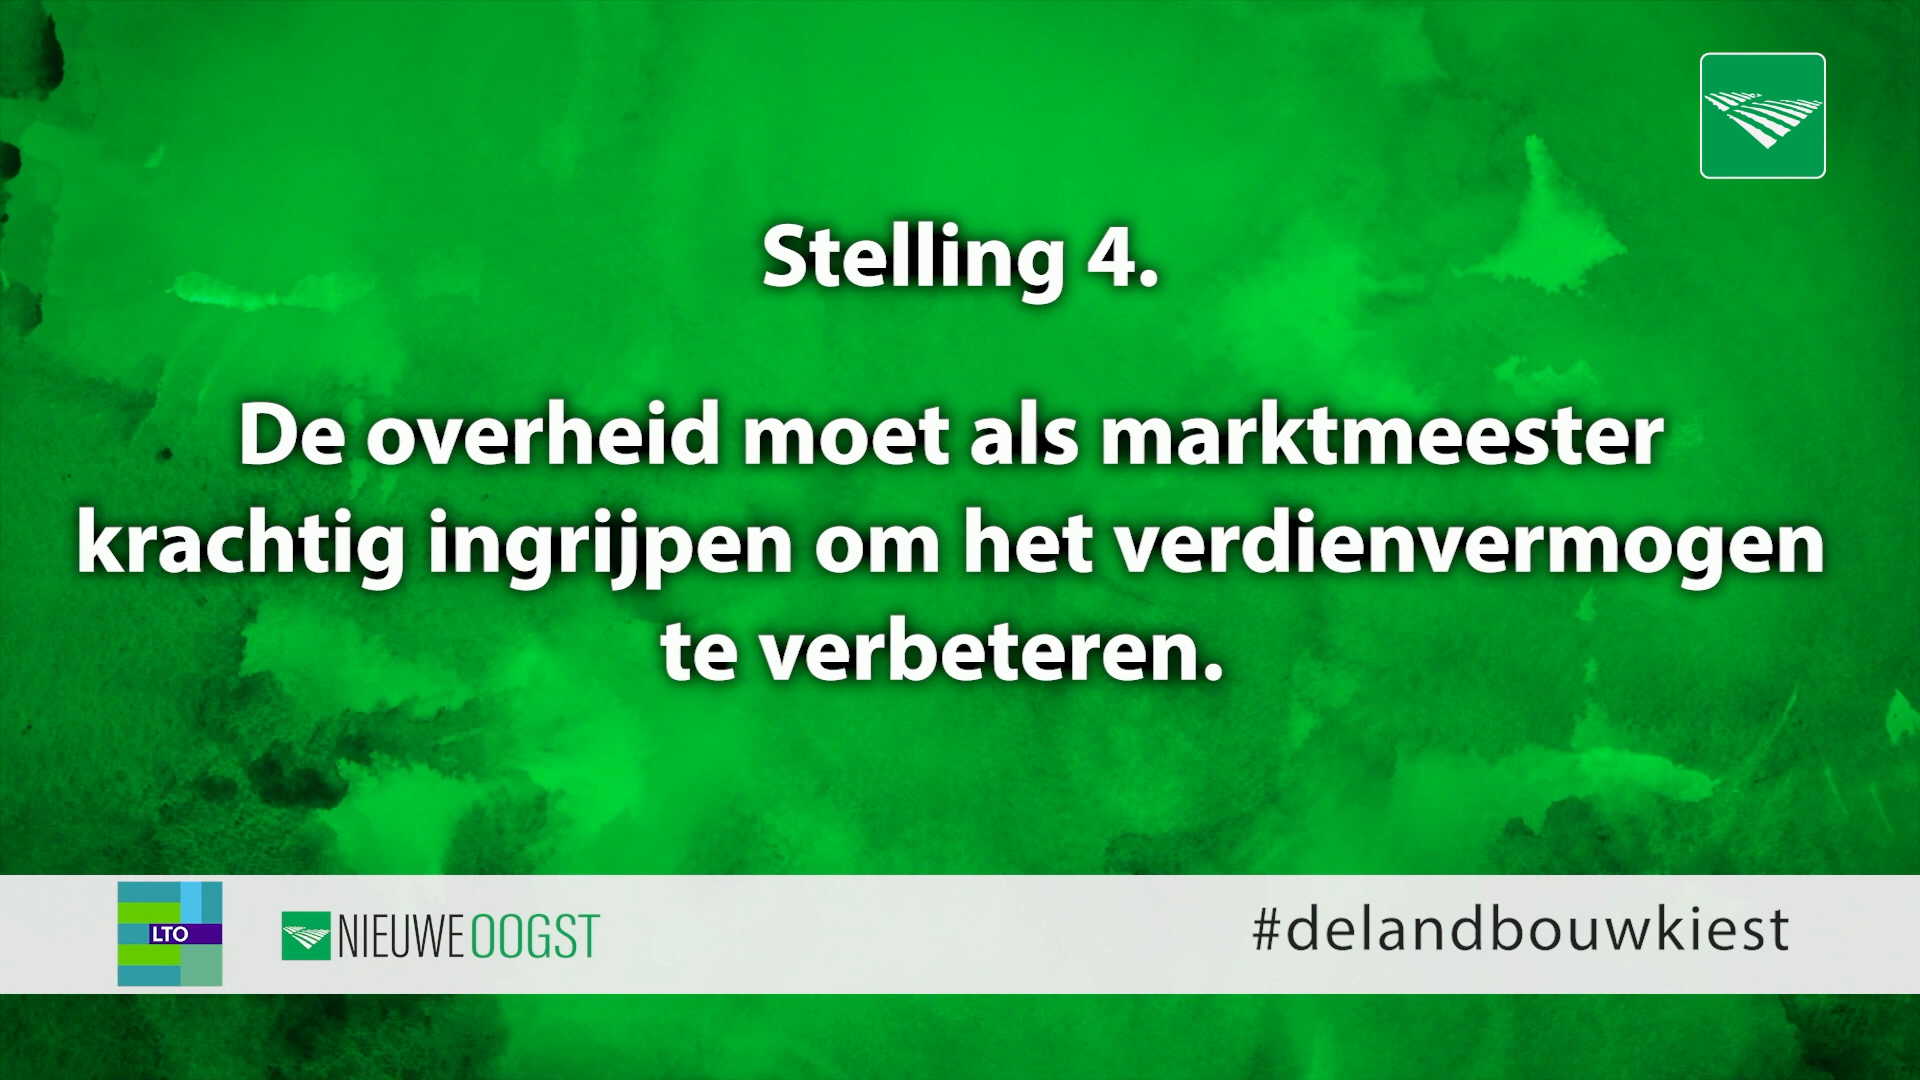 Stelling 4.
De overheid moet als marktmeester
krachtig ingrijpen om het verdienvermogen
te verbeteren.
LTO
NIEUWE OOGST
#delandbouwkiest